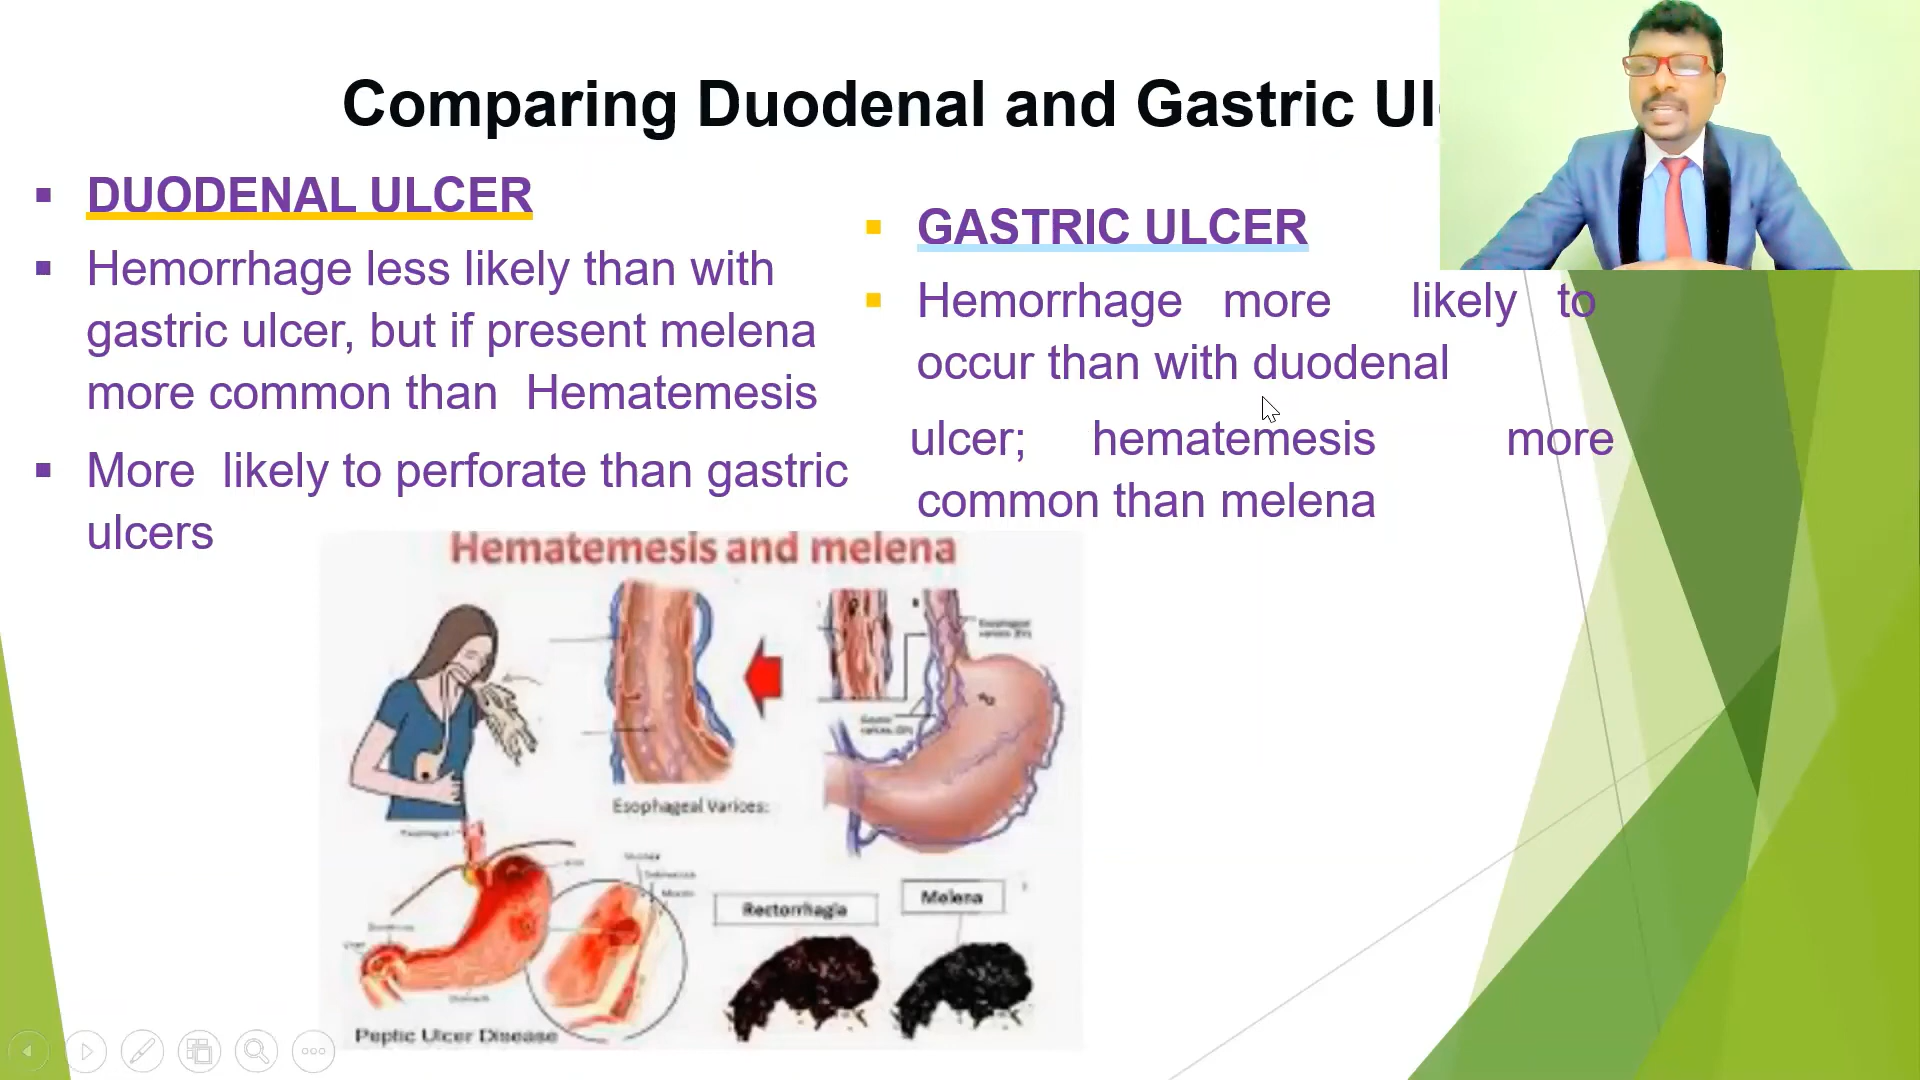 Comparing Duodenal and Gastric Ul
DUODENAL ULCER
Hemorrhage less likely than with
gastric ulcer, but if present melena
more common than Hematemesis
More likely to perforate than gastric
ulcers
GASTRIC ULCER
Hemorrhage more likely to
occur than with duodenal
ulcer; hematemesis more
common than melena
Hematemesis and melena
Esophageal Varices:
Rectorrhagia
Melena
Peptic Ulcer Disease